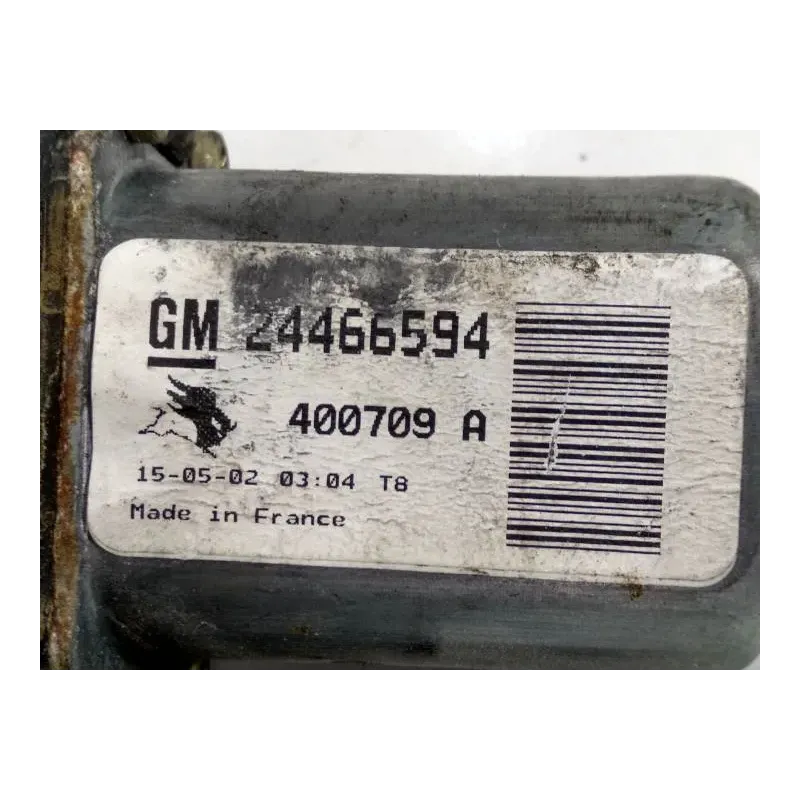 GM 24466594
400709 A
15-05-02 03:04 T8
Made in France